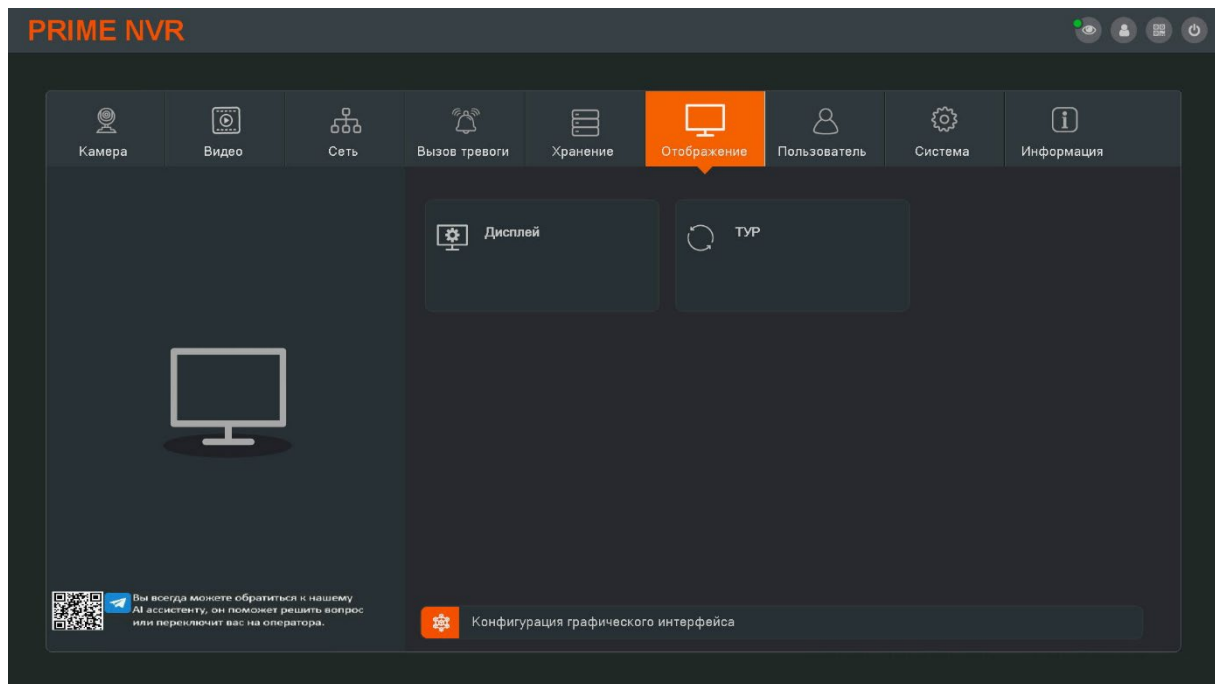 PRIME NVR
Камера
Видео
Сеть
Вызов тревоги
Хранение
Отображение
Пользователь
Система
Информация
Дисплей
ТУР
Вы всегда можете обратиться к нашему
AI ассистенту, он поможет решить вопрос
или переключит вас на оператора.
Конфигурация графического интерфейса